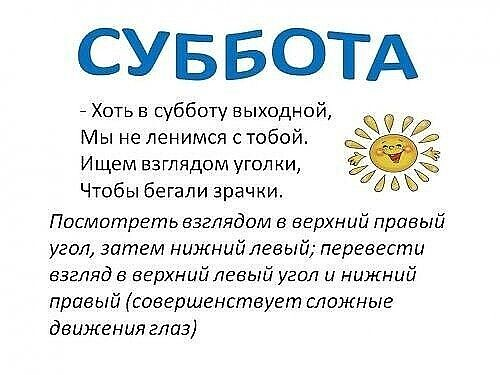 СУББОТА
- Хоть в субботу выходной,
Мы не ленимся с тобой.
Ищем взглядом уголки,
Чтобы бегали зрачки.
Посмотреть взглядом в верхний правый
угол, затем нижний левый; перевести
взгляд в верхний левый угол и нижний
правый (совершенствует сложные
движения глаз)